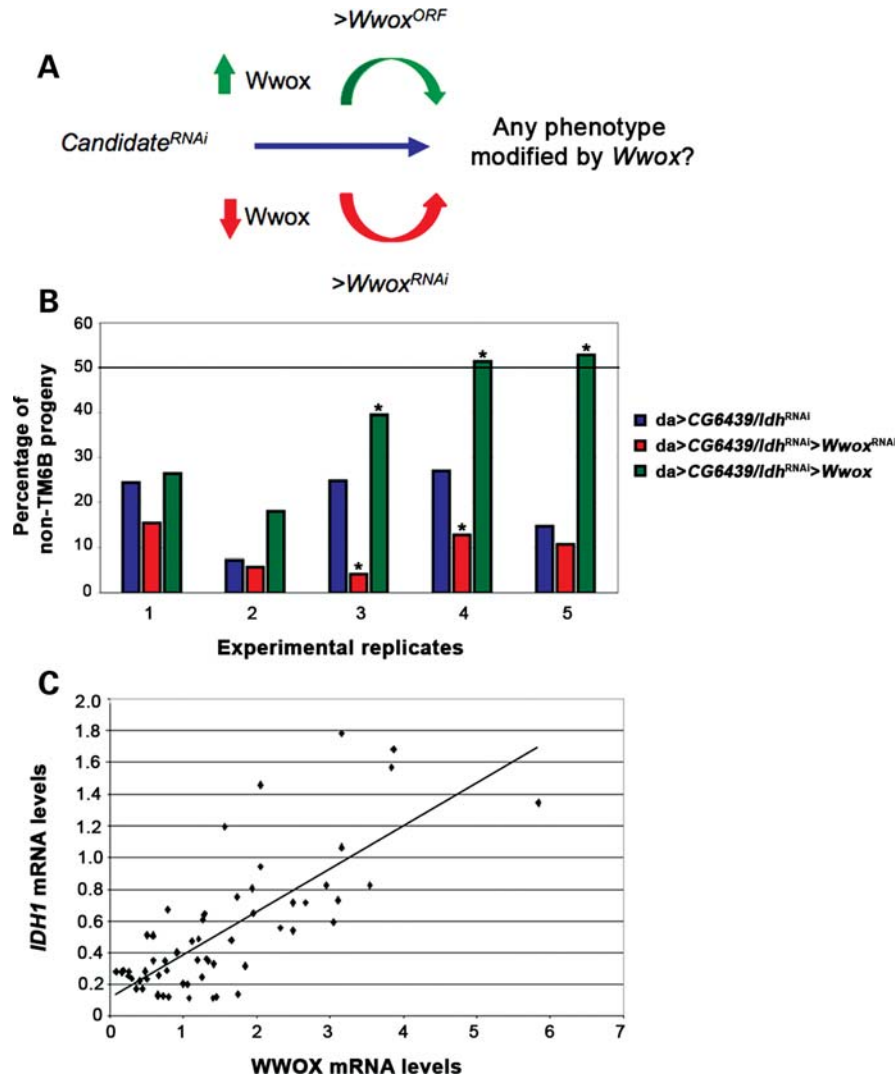 A
>Wwox^ORF
Wwox
Candidate^RNAi
Any phenotype
modified by Wwox?
Wwox
>Wwox^RNAi
B
Percentage of
non-TM6B progeny
60
50
40
30
20
10
0
* * * * *
1 2 3 4 5
Experimental replicates
da>CG6439/Idh^RNAi
da>CG6439/Idh^RNAi>Wwox^RNAi
da>CG6439/Idh^RNAi>Wwox
C
IDH1 mRNA levels
2.0
1.8
1.6
1.4
1.2
1.0
0.8
0.6
0.4
0.2
0
0 1 2 3 4 5 6 7
WWOX mRNA levels